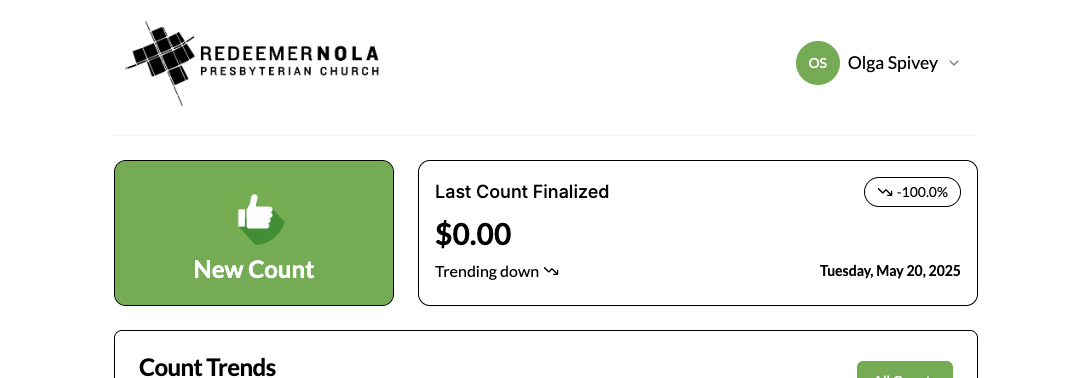 REDEEMERNOLA
PRESBYTERIAN CHURCH
OS
Olga Spivey
New Count
Last Count Finalized
-100.0%
$0.00
Trending down
Tuesday, May 20, 2025
Count Trends